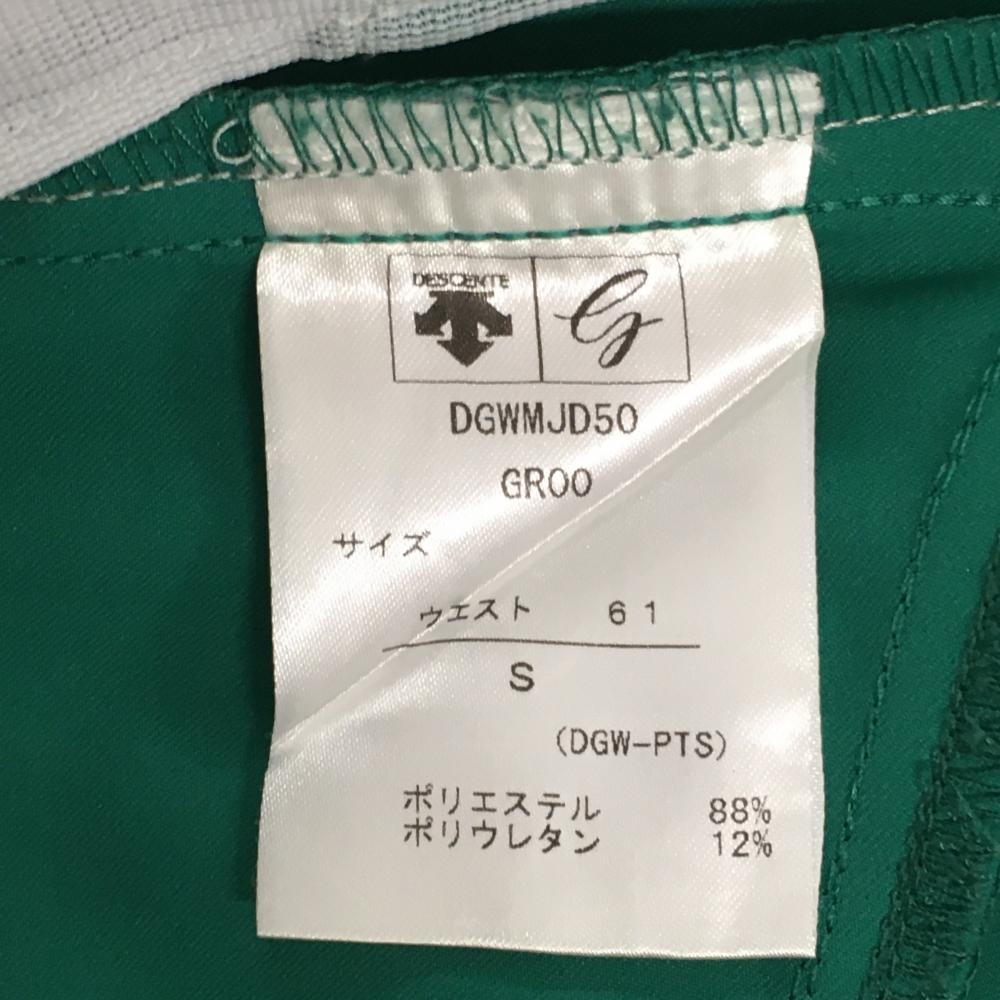 DESCENTE
DGWMJD50
GR00
サイズ
ウエスト 61
S
(DGW-PTS)
ポリエステル 88%
ポリウレタン 12%